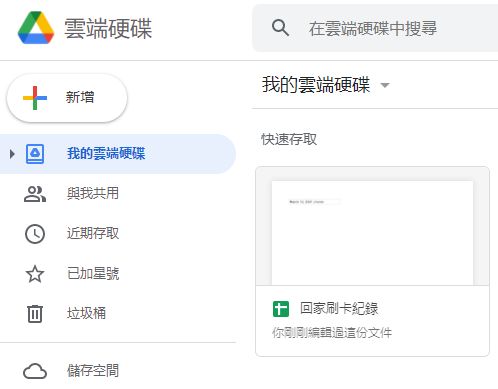 雲端硬碟
在雲端硬碟中搜尋
新增
我的雲端硬碟
與我共用
近期存取
已加星號
垃圾桶
儲存空間
我的雲端硬碟
快速存取
回家刷卡紀錄
你剛剛編輯過這份文件